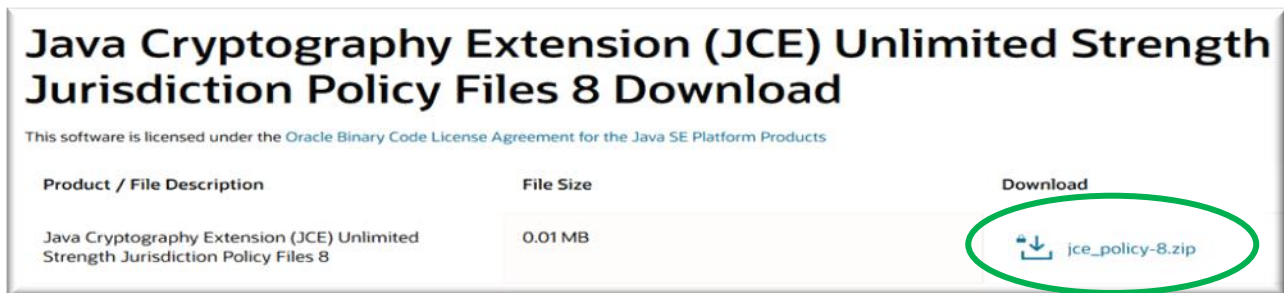 Java Cryptography Extension (JCE) Unlimited Strength
Jurisdiction Policy Files 8 Download
This software is licensed under the Oracle Binary Code License Agreement for the Java SE Platform Products
Product / File Description File Size Download
Java Cryptography Extension (JCE) Unlimited
Strength Jurisdiction Policy Files 8
0.01 MB
jce_policy-8.zip